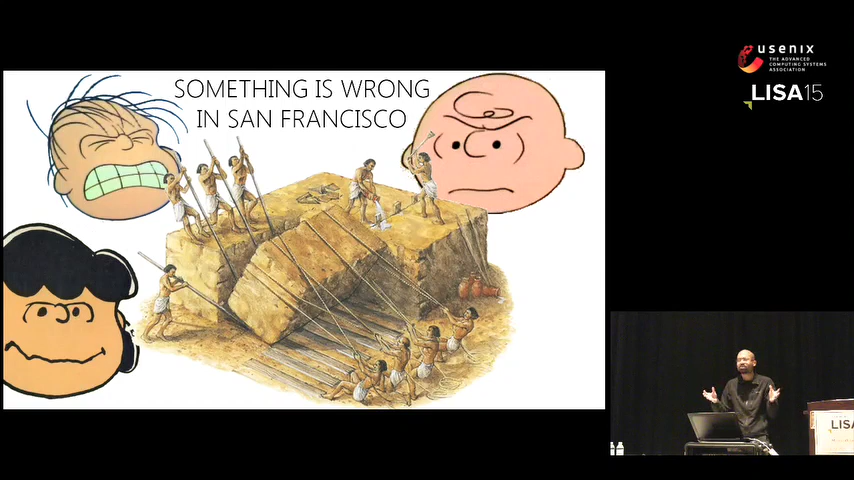 SOMETHING IS WRONG
IN SAN FRANCISCO
usenix
THE ADVANCED
COMPUTING SYSTEMS
ASSOCIATION
LISA15
LISA